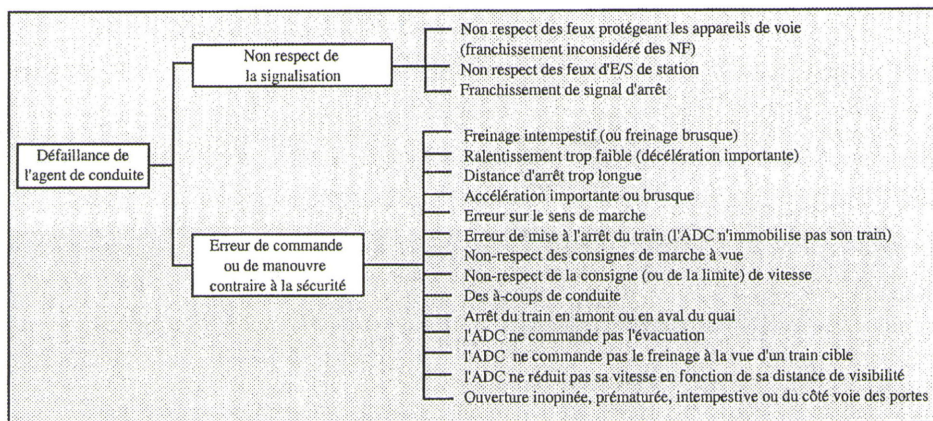 Défaillance de
l'agent de conduite
Non respect de
la signalisation
Non respect des feux protégeant les appareils de voie
(franchissement inconsidéré des NF)
Non respect des feux d'E/S de station
Franchissement de signal d'arrêt
Erreur de commande
ou de manouvre
contraire à la sécurité
Freinage intempestif (ou freinage brusque)
Ralentissement trop faible (décélération importante)
Distance d'arrêt trop longue
Accélération importante ou brusque
Erreur sur le sens de marche
Erreur de mise à l'arrêt du train (l'ADC n'immobilise pas son train)
Non-respect des consignes de marche à vue
Non-respect de la consigne (ou de la limite) de vitesse
Des à-coups de conduite
Arrêt du train en amont ou en aval du quai
l'ADC ne commande pas l'évacuation
l'ADC ne commande pas le freinage à la vue d'un train cible
l'ADC ne réduit pas sa vitesse en fonction de sa distance de visibilité
Ouverture inopinée, prématurée, intempestive ou du côté voie des portes